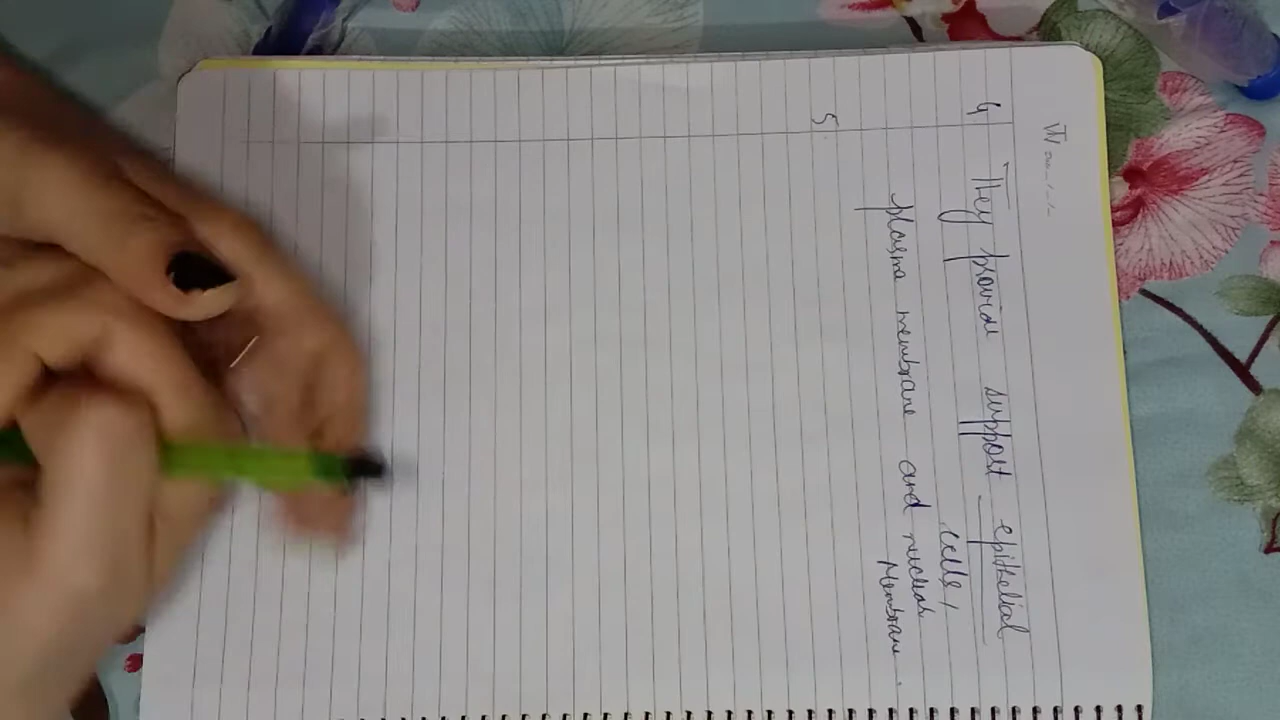 4 They provide support epithelial
cells,
plasma membrane and nuclear
Membrane.
5.